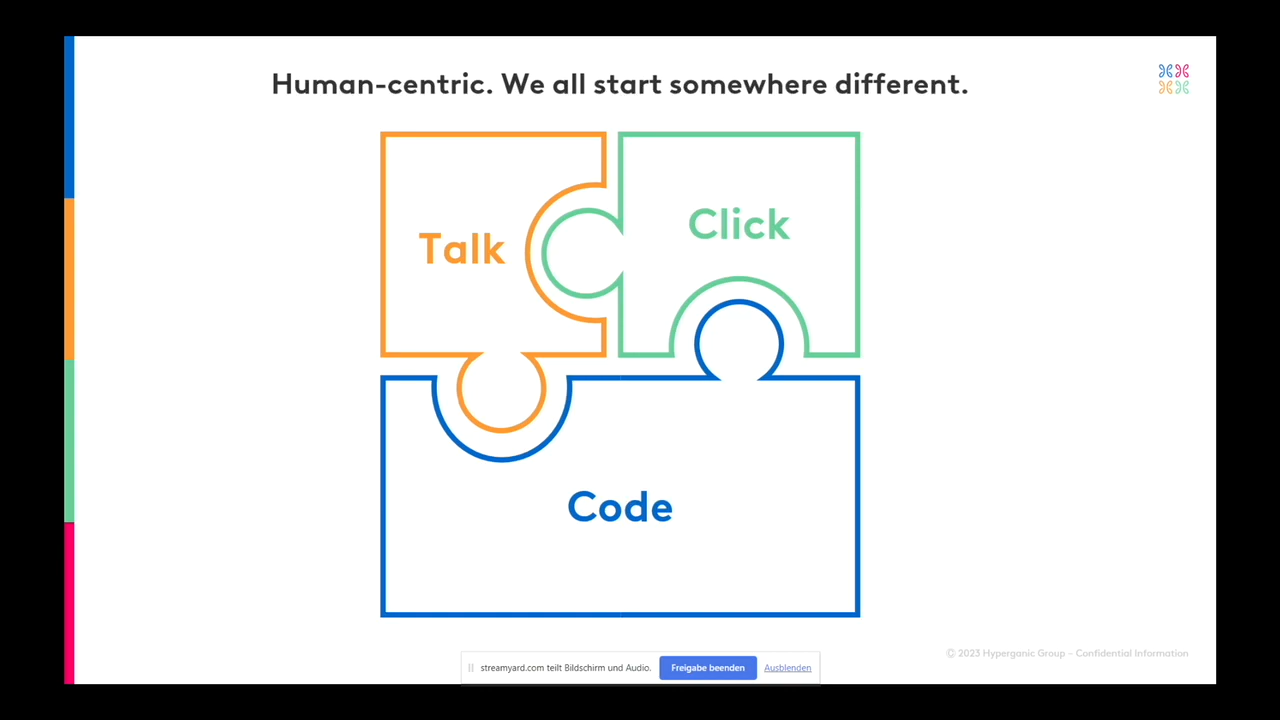 Human-centric. We all start somewhere different.
Talk
Click
Code
© 2023 Hyperganic Group - Confidential Information
streamyard.com teilt Bildschirm und Audio.
Freigabe beenden
Ausblenden